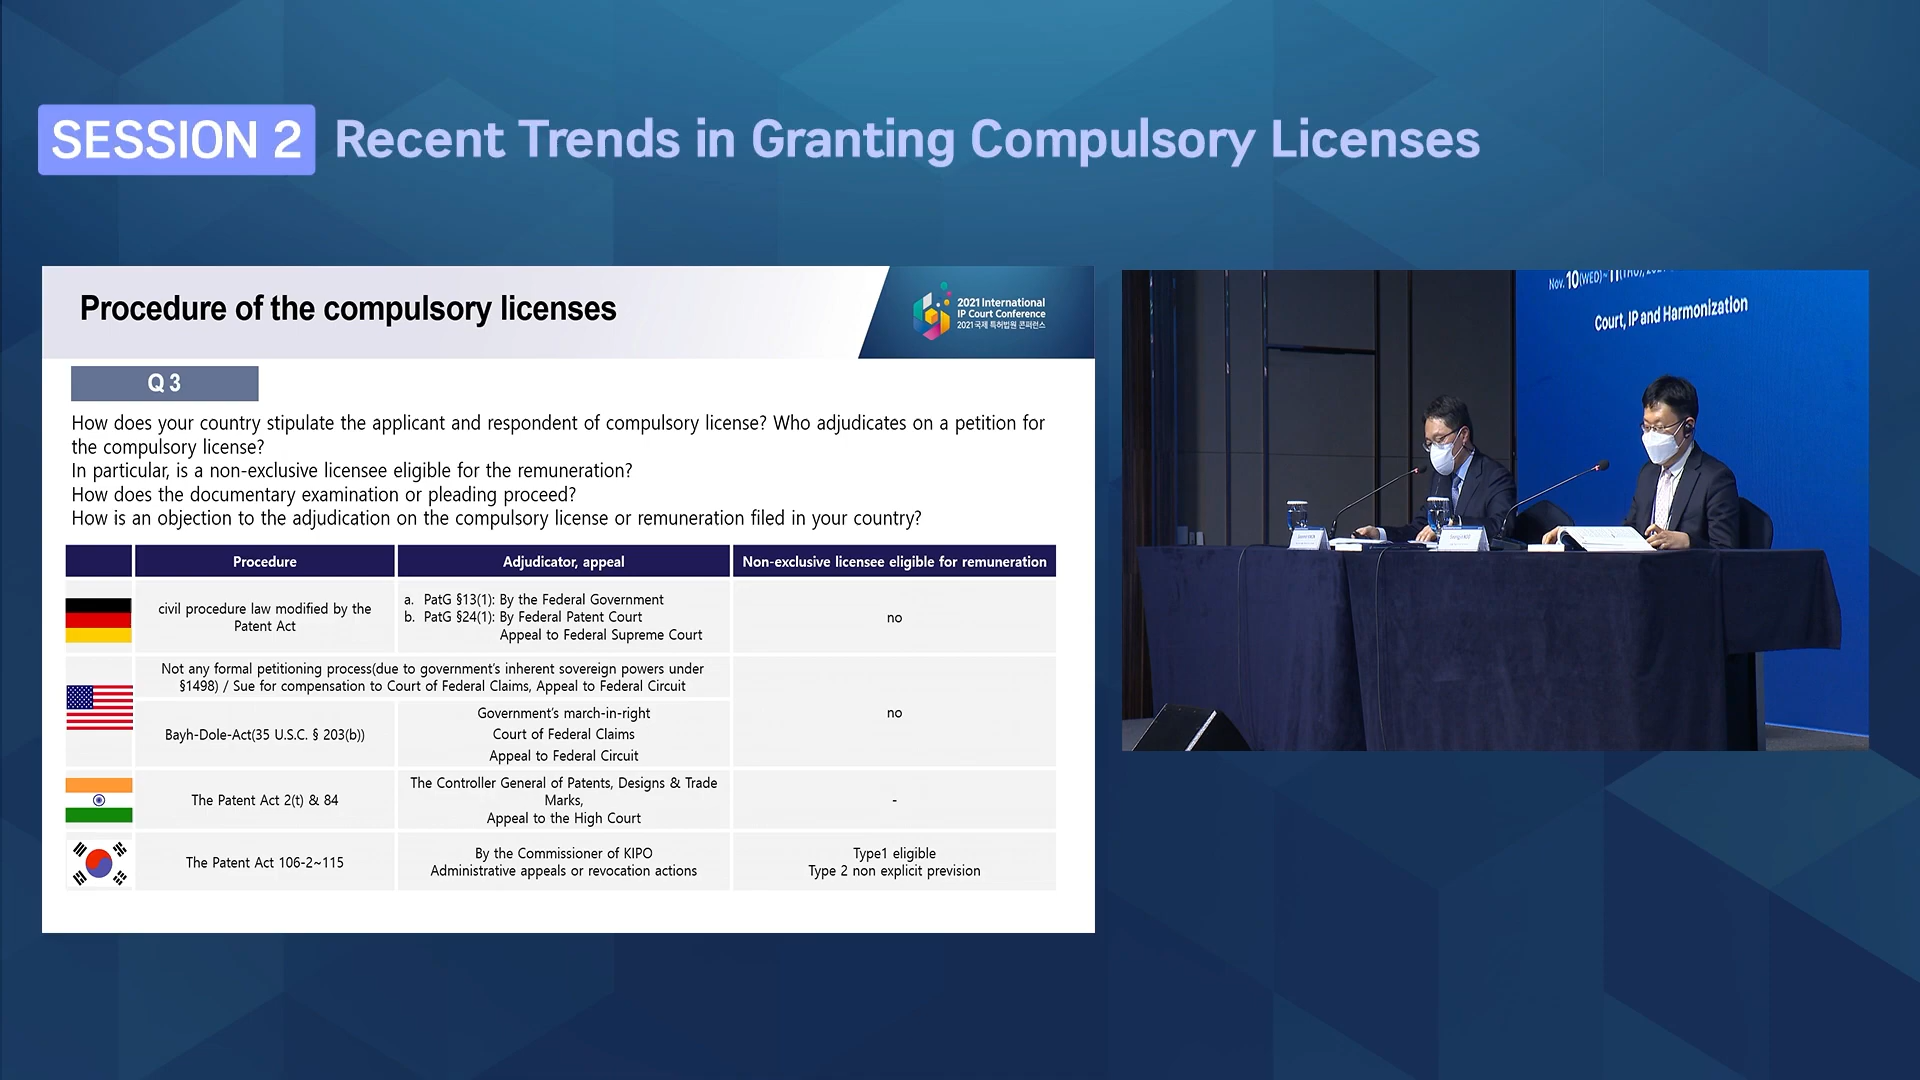 SESSION 2 Recent Trends in Granting Compulsory Licenses
Procedure of the compulsory licenses
2021 International
IP Court Conference
2021 국제 특허법원 콘퍼런스
Q 3
How does your country stipulate the applicant and respondent of compulsory license? Who adjudicates on a petition for
the compulsory license?
In particular, is a non-exclusive licensee eligible for the remuneration?
How does the documentary examination or pleading proceed?
How is an objection to the adjudication on the compulsory license or remuneration filed in your country?
Procedure
Adjudicator, appeal
Non-exclusive licensee eligible for remuneration
civil procedure law modified by the
Patent Act
a. PatG §13(1): By the Federal Government
b. PatG §24(1): By Federal Patent Court
Appeal to Federal Supreme Court
no
Not any formal petitioning process(due to government's inherent sovereign powers under
§1498) / Sue for compensation to Court of Federal Claims, Appeal to Federal Circuit
Bayh-Dole-Act(35 U.S.C. § 203(b))
Government's march-in-right
Court of Federal Claims
Appeal to Federal Circuit
no
The Patent Act 2(t) & 84
The Controller General of Patents, Designs & Trade
Marks,
Appeal to the High Court
-
The Patent Act 106-2~115
By the Commissioner of KIPO
Administrative appeals or revocation actions
Type1 eligible
Type 2 non explicit prevision
Nov. 10(WED)~11(THU),
Court, IP and Harmonization